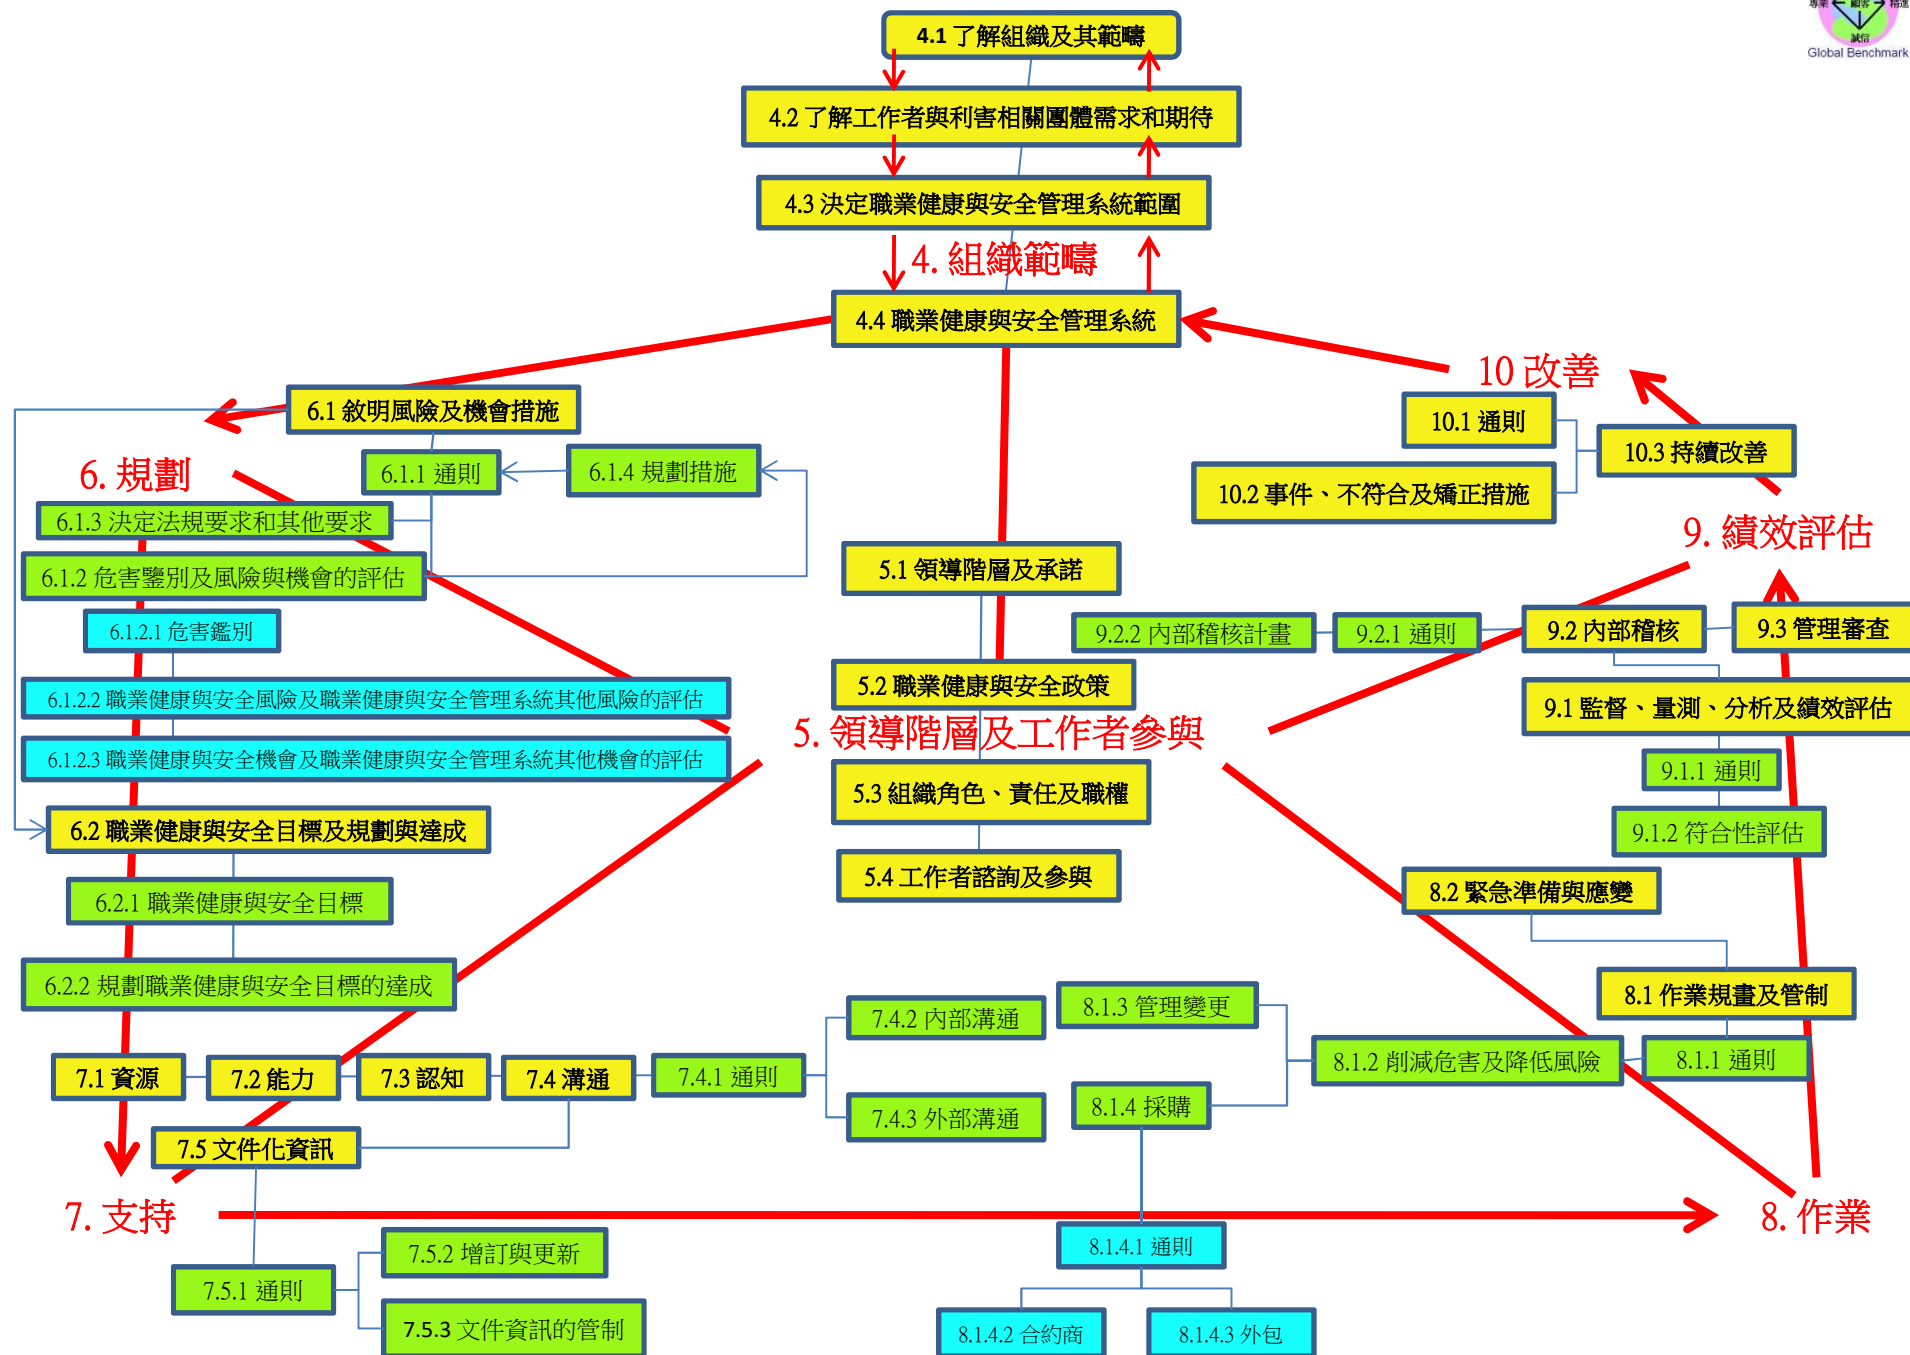 專業 顧客 精進
誠信
Global Benchmark
4.1 了解組織及其範疇
4.2 了解工作者與利害相關團體需求和期待
4.3 決定職業健康與安全管理系統範圍
4. 組織範疇
4.4 職業健康與安全管理系統
10 改善
10.1 通則
10.3 持續改善
10.2 事件、不符合及矯正措施
6.1 敘明風險及機會措施
6. 規劃
6.1.1 通則
6.1.4 規劃措施
6.1.3 決定法規要求和其他要求
6.1.2 危害鑒別及風險與機會的評估
6.1.2.1 危害鑑別
6.1.2.2 職業健康與安全風險及職業健康與安全管理系統其他風險的評估
6.1.2.3 職業健康與安全機會及職業健康與安全管理系統其他機會的評估
6.2 職業健康與安全目標及規劃與達成
6.2.1 職業健康與安全目標
6.2.2 規劃職業健康與安全目標的達成
5.1 領導階層及承諾
5.2 職業健康與安全政策
5. 領導階層及工作者參與
5.3 組織角色、責任及職權
5.4 工作者諮詢及參與
9. 績效評估
9.2.2 內部稽核計畫
9.2.1 通則
9.2 內部稽核
9.3 管理審查
9.1 監督、量測、分析及績效評估
9.1.1 通則
9.1.2 符合性評估
8.2 緊急準備與應變
8.1 作業規畫及管制
8.1.1 通則
8.1.2 削減危害及降低風險
8.1.3 管理變更
8.1.4 採購
8.1.4.1 通則
8.1.4.2 合約商
8.1.4.3 外包
8. 作業
7.1 資源
7.2 能力
7.3 認知
7.4 溝通
7.4.1 通則
7.4.2 內部溝通
7.4.3 外部溝通
7.5 文件化資訊
7. 支持
7.5.1 通則
7.5.2 增訂與更新
7.5.3 文件資訊的管制